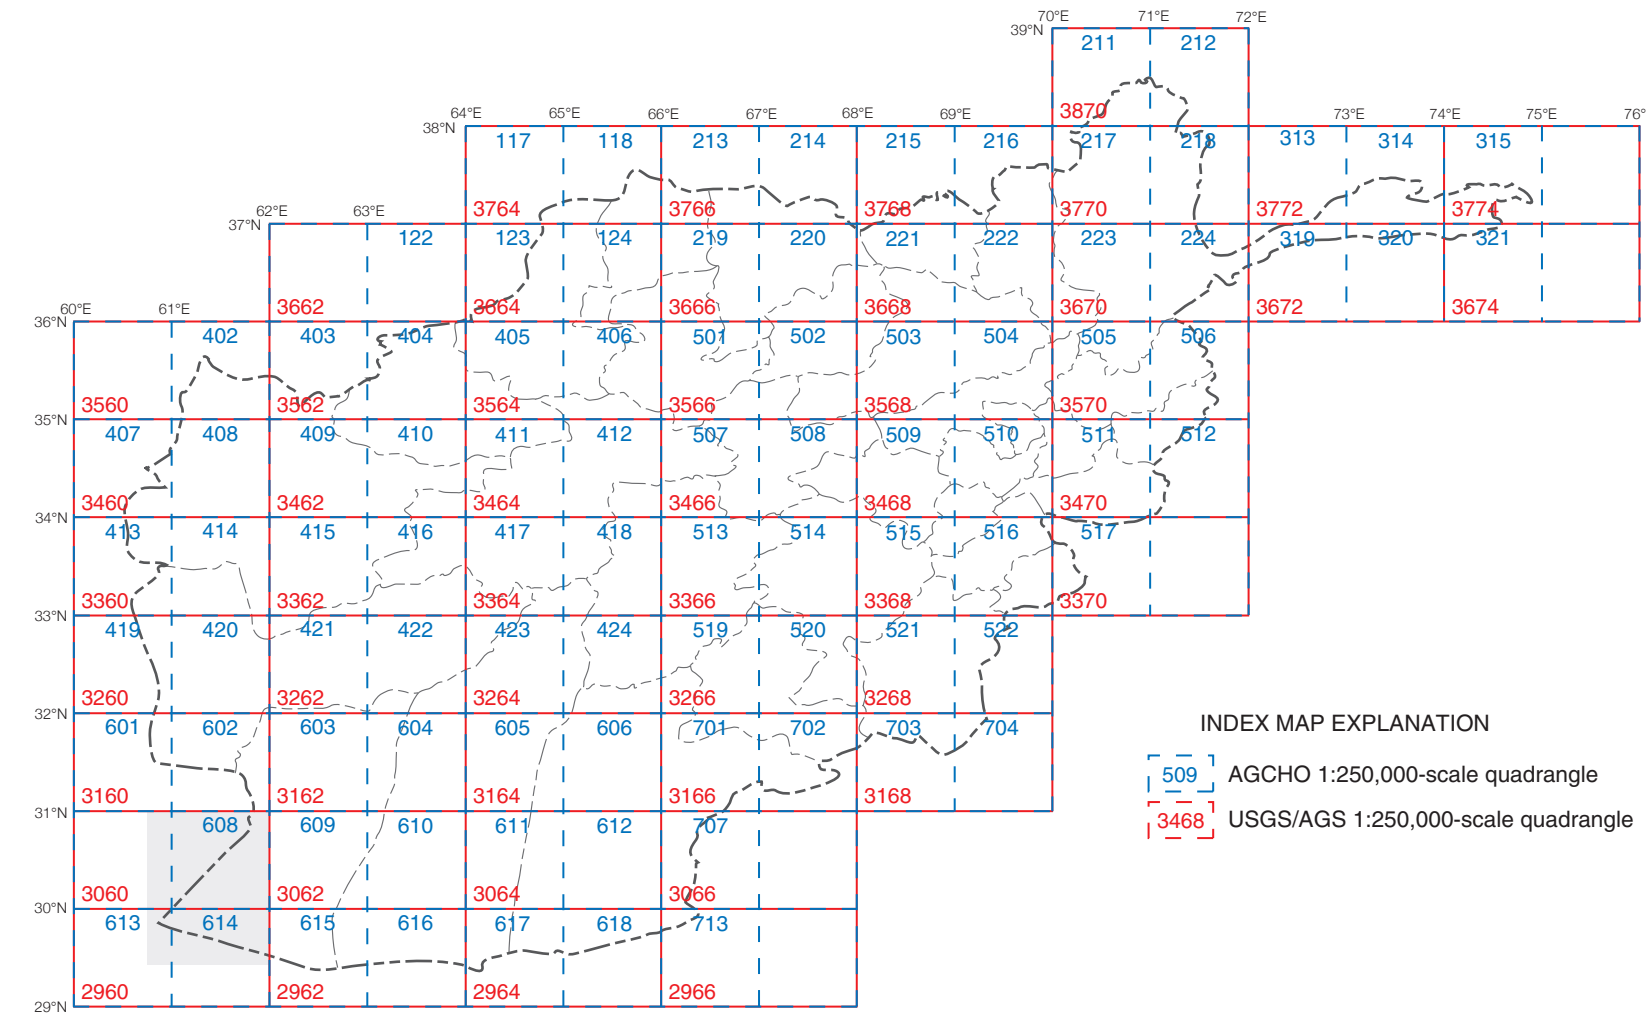 70°E 71°E 72°E
39°N
211 212
3870
64°E 65°E 66°E 67°E 68°E 69°E 73°E 74°E 75°E 76°
38°N
117 118 213 214 215 216 217 218 313 314 315
3764 3766 3768 3770 3772 3774
62°E 63°E
37°N
122 123 124 219 220 221 222 223 224 319 320 321
3662 3664 3666 3668 3670 3672 3674
60°E 61°E
36°N
402 403 404 405 406 501 502 503 504 505 506
3560 3562 3564 3566 3568 3570
35°N
407 408 409 410 411 412 507 508 509 510 511 512
3460 3462 3464 3466 3468 3470
34°N
413 414 415 416 417 418 513 514 515 516 517
3360 3362 3364 3366 3368 3370
33°N
419 420 421 422 423 424 519 520 521 522
3260 3262 3264 3266 3268
32°N
601 602 603 604 605 606 701 702 703 704
3160 3162 3164 3166 3168
31°N
608 609 610 611 612 707
3060 3062 3064 3066
30°N
613 614 615 616 617 618 713
2960 2962 2964 2966
29°N
INDEX MAP EXPLANATION
509 AGCHO 1:250,000-scale quadrangle
3468 USGS/AGS 1:250,000-scale quadrangle